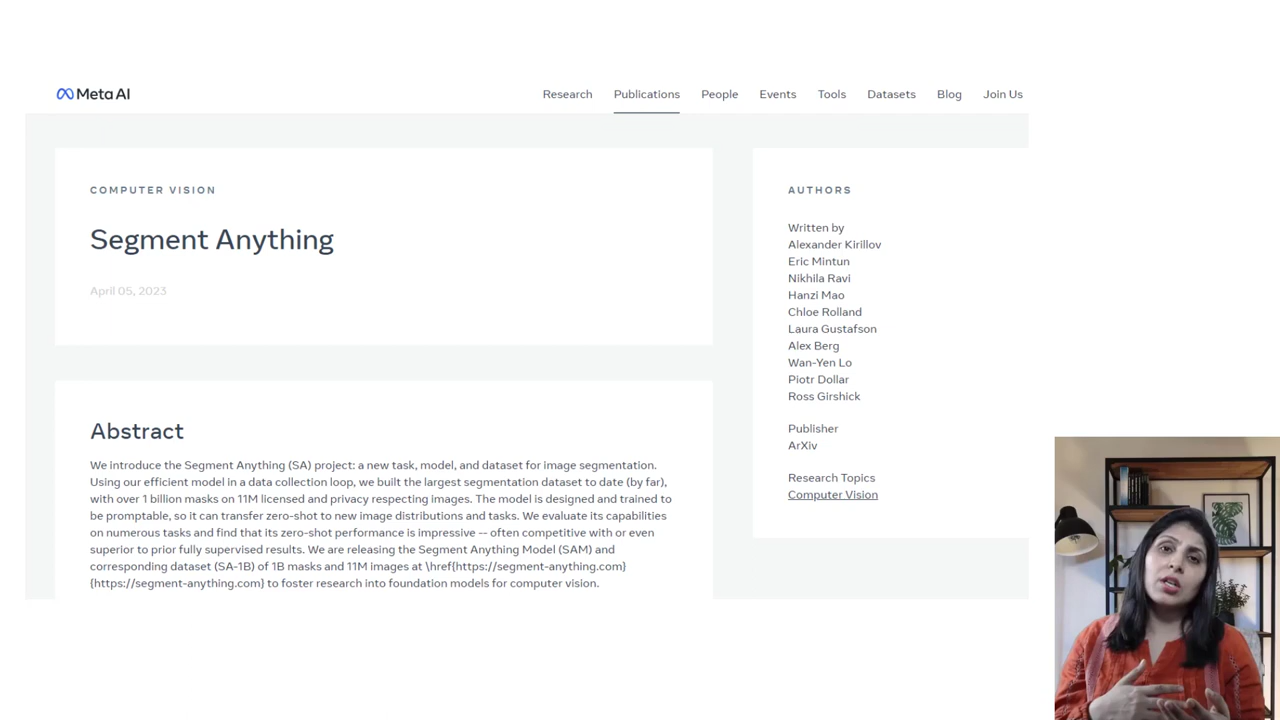 Meta AI
Research Publications People Events Tools Datasets Blog Join Us
COMPUTER VISION
Segment Anything
April 05, 2023
Abstract
We introduce the Segment Anything (SA) project: a new task, model, and dataset for image segmentation.
Using our efficient model in a data collection loop, we built the largest segmentation dataset to date (by far),
with over 1 billion masks on 11M licensed and privacy respecting images. The model is designed and trained to
be promptable, so it can transfer zero-shot to new image distributions and tasks. We evaluate its capabilities
on numerous tasks and find that its zero-shot performance is impressive -- often competitive with or even
superior to prior fully supervised results. We are releasing the Segment Anything Model (SAM) and
corresponding dataset (SA-1B) of 1B masks and 11M images at \href{https://segment-anything.com}
{https://segment-anything.com} to foster research into foundation models for computer vision.
AUTHORS
Written by
Alexander Kirillov
Eric Mintun
Nikhila Ravi
Hanzi Mao
Chloe Rolland
Laura Gustafson
Alex Berg
Wan-Yen Lo
Piotr Dollar
Ross Girshick
Publisher
ArXiv
Research Topics
Computer Vision